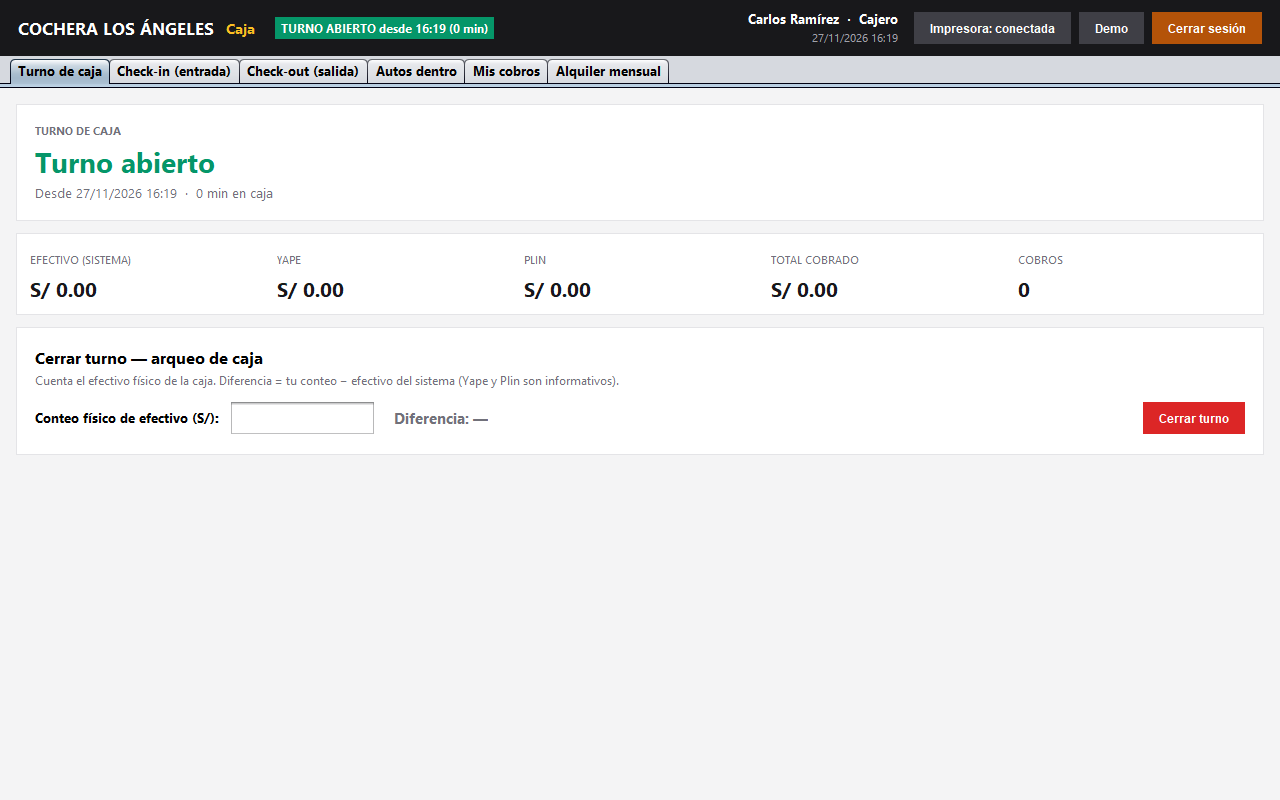 COCHERA LOS ÁNGELES Caja TURNO ABIERTO desde 16:19 (0 min) Carlos Ramírez · Cajero Impresora: conectada Demo Cerrar sesión
27/11/2026 16:19
Turno de caja Check-in (entrada) Check-out (salida) Autos dentro Mis cobros Alquiler mensual
TURNO DE CAJA
Turno abierto
Desde 27/11/2026 16:19 · 0 min en caja
EFECTIVO (SISTEMA) YAPE PLIN TOTAL COBRADO COBROS
S/ 0.00 S/ 0.00 S/ 0.00 S/ 0.00 0
Cerrar turno — arqueo de caja
Cuenta el efectivo físico de la caja. Diferencia = tu conteo − efectivo del sistema (Yape y Plin son informativos).
Conteo físico de efectivo (S/): Diferencia: — Cerrar turno